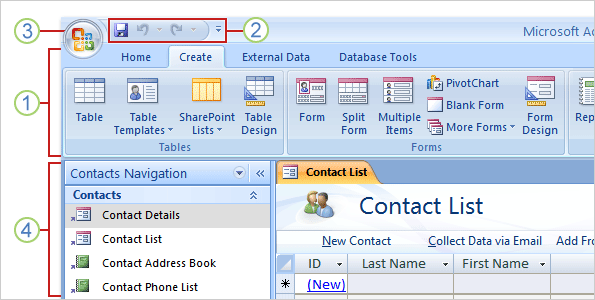 3
2
Microsoft Ac
Home Create External Data Database Tools
1
Table
Table Templates
SharePoint Lists
Table Design
Form
Split Form
Multiple Items
PivotChart
Blank Form
More Forms
Form Design
Tables
Forms
Contacts Navigation
Contacts
4
Contact Details
Contact List
Contact Address Book
Contact Phone List
Contact List
Contact List
New Contact Collect Data via Email Add Fro
ID Last Name First Name
(New)